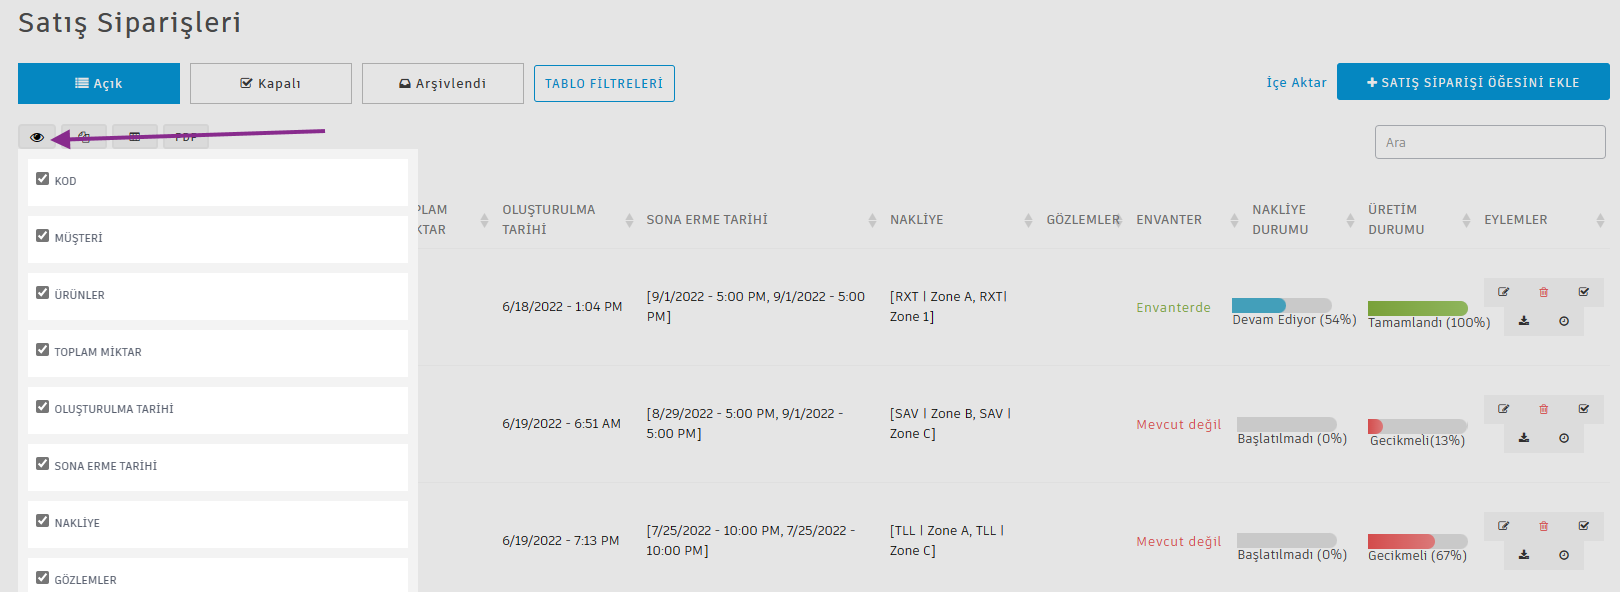 Satış Siparişleri
Açık
Kapalı
Arşivlendi
TABLO FİLTRELERİ
İçe Aktar
+ SATIŞ SİPARİŞİ ÖĞESİNİ EKLE
PDF
Ara
KOD
MÜŞTERİ
ÜRÜNLER
TOPLAM MİKTAR
OLUŞTURULMA TARİHİ
SONA ERME TARİHİ
NAKLİYE
GÖZLEMLER
PLAM
KTAR
OLUŞTURULMA
TARİHİ
SONA ERME TARİHİ
NAKLİYE
GÖZLEMLER
ENVANTER
NAKLİYE
DURUMU
ÜRETİM
DURUMU
EYLEMLER
6/18/2022 - 1:04 PM
[9/1/2022 - 5:00 PM, 9/1/2022 - 5:00
PM]
[RXT | Zone A, RXT|
Zone 1]
Envanterde
Devam Ediyor (54%)
Tamamlandı (100%)
6/19/2022 - 6:51 AM
[8/29/2022 - 5:00 PM, 9/1/2022 -
5:00 PM]
[SAV | Zone B, SAV |
Zone C]
Mevcut değil
Başlatılmadı (0%)
Gecikmeli(13%)
6/19/2022 - 7:13 PM
[7/25/2022 - 10:00 PM, 7/25/2022 -
10:00 PM]
[TLL | Zone A, TLL |
Zone C]
Mevcut değil
Başlatılmadı (0%)
Gecikmeli (67%)